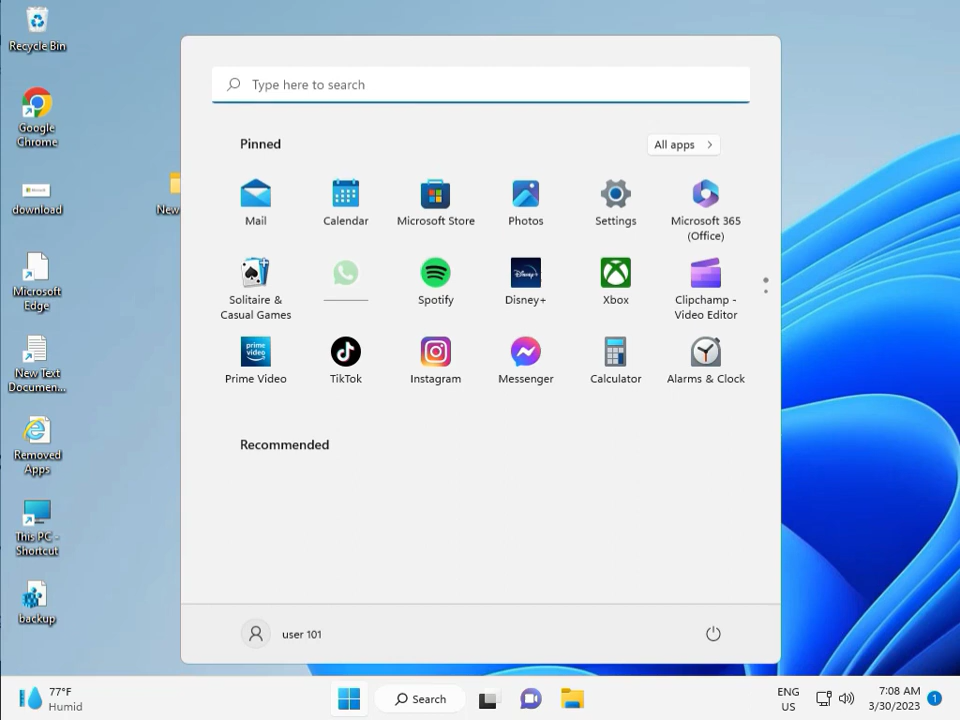 Recycle Bin
Google
Chrome
download
Microsoft
Edge
New Text
Documen...
Removed
Apps
This PC -
Shortcut
backup
New
Type here to search
Pinned
All apps
Mail
Calendar
Microsoft Store
Photos
Settings
Microsoft 365
(Office)
Solitaire &
Casual Games
Spotify
Disney+
Disney+
Xbox
Clipchamp -
Video Editor
prime
video
Prime Video
TikTok
Instagram
Messenger
Calculator
Alarms & Clock
Recommended
user 101
77°F
Humid
Search
ENG
US
7:08 AM
3/30/2023
1